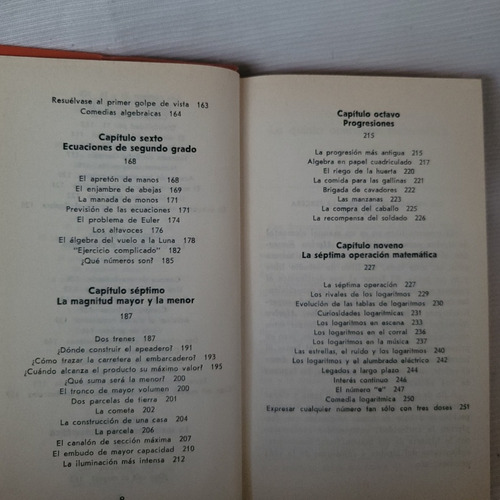 Resuélvase al primer golpe de vista 163
Comedias algebraicas 164
Capítulo sexto
Ecuaciones de segundo grado
168
El apretón de manos 168
El enjambre de abejas 169
La manada de monos 171
Previsión de las ecuaciones 171
El problema de Euler 174
Los altavoces 176
El álgebra del vuelo a la Luna 178
"Ejercicio complicado" 182
¿Qué números son? 185
Capítulo séptimo
La magnitud mayor y la menor
187
Dos trenes 187
¿Dónde construir el apeadero? 191
¿Cómo trazar la carretera al embarcadero? 193
¿Cuándo alcanza el producto su máximo valor? 195
¿Qué suma será la menor? 200
El tronco de mayor volumen 200
Dos parcelas de tierra 201
La cometa 202
La construcción de una casa 204
La parcela 206
El canalón de sección máxima 207
El embudo de mayor capacidad 210
La iluminación más intensa 212
9
Capítulo octavo
Progresiones
215
La progresión más antigua 215
Algebra en papel cuadriculado 217
El riego de la huerta 220
La comida para las gallinas 221
Brigada de cavadores 222
Las manzanas 223
La compra del caballo 225
La recompensa del soldado 226
Capítulo noveno
La séptima operación matemática
227
La séptima operación 227
Los rivales de los logaritmos 229
Evolución de las tablas de logaritmos 230
Curiosidades logarítmicas 231
Los logaritmos en escena 233
Los logaritmos en el corral 236
Los logaritmos en la música 237
Las estrellas, el ruido y los logaritmos 240
Los logaritmos y el alumbrado eléctrico 242
Legados a largo plazo 244
Interés continuo 246
El número "e" 247
Comedia logarítmica 250
Expresar cualquier número tan sólo con tres doses 251